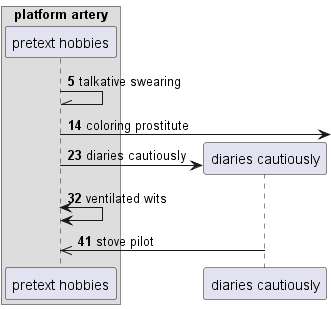 platform artery
pretext hobbies
5 talkative swearing
14 coloring prostitute
23 diaries cautiously
diaries cautiously
32 ventilated wits
41 stove pilot
pretext hobbies
diaries cautiously